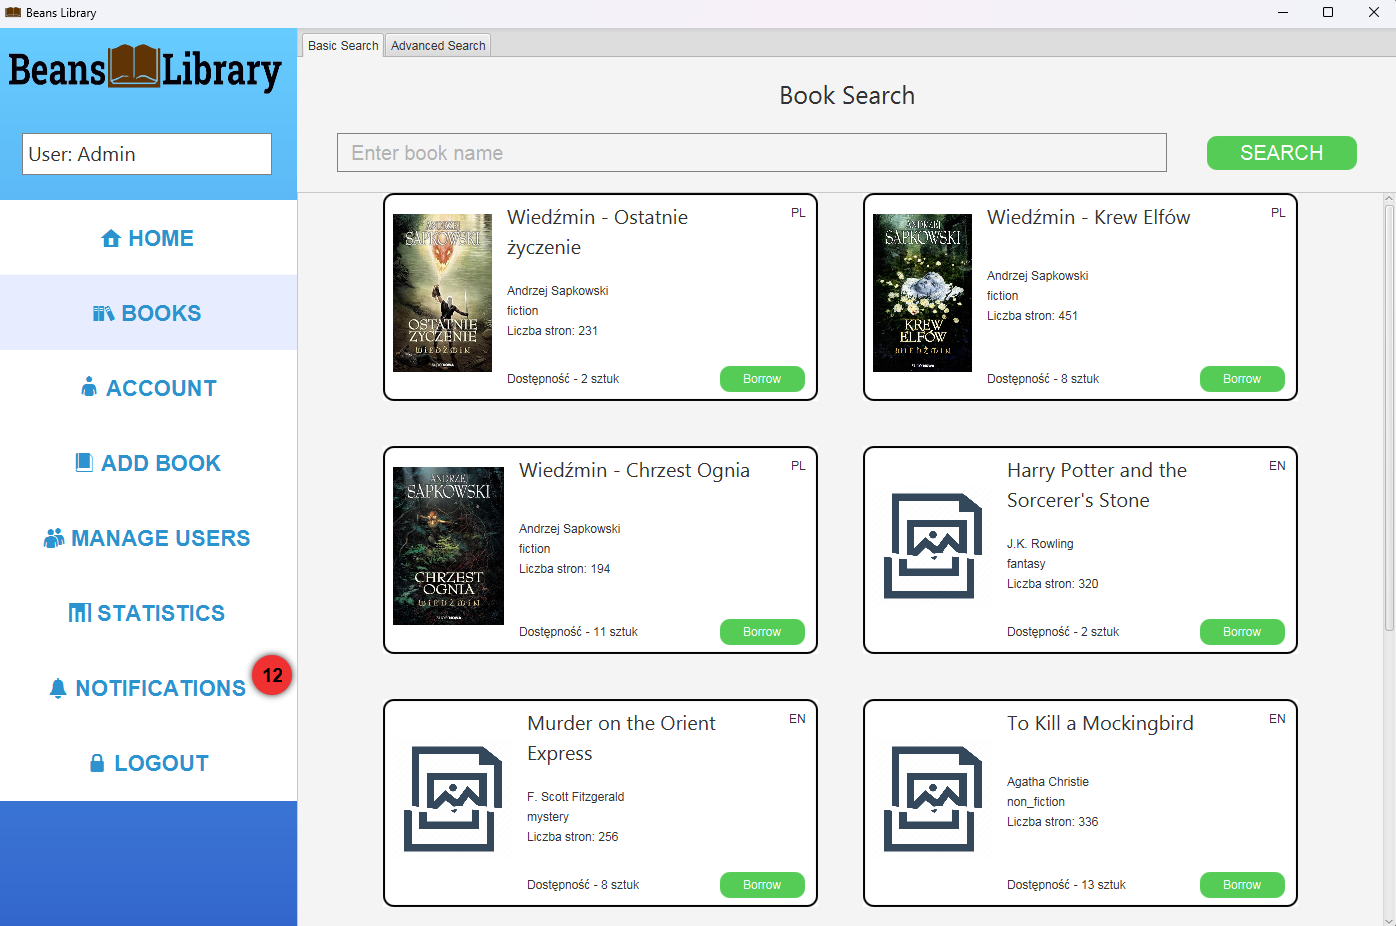 Beans Library
Beans Library
User: Admin
HOME
BOOKS
ACCOUNT
ADD BOOK
MANAGE USERS
STATISTICS
NOTIFICATIONS 12
LOGOUT
Basic Search
Advanced Search
Book Search
Enter book name
SEARCH
ANDRZEJ
SAPKOWSKI
OSTATNIE
ŻYCZENIE
WIEDŹMIN
Wiedźmin - Ostatnie
życzenie
PL
Andrzej Sapkowski
fiction
Liczba stron: 231
Dostępność - 2 sztuk
Borrow
ANDRZEJ
SAPKOWSKI
KREW
ELFÓW
WIEDŹMIN
Wiedźmin - Krew Elfów
PL
Andrzej Sapkowski
fiction
Liczba stron: 451
Dostępność - 8 sztuk
Borrow
ANDRZEJ
SAPKOWSKI
CHRZEST
OGNIA
WIEDŹMIN
Wiedźmin - Chrzest Ognia
PL
Andrzej Sapkowski
fiction
Liczba stron: 194
Dostępność - 11 sztuk
Borrow
Harry Potter and the
Sorcerer's Stone
EN
J.K. Rowling
fantasy
Liczba stron: 320
Dostępność - 2 sztuk
Borrow
Murder on the Orient
Express
EN
F. Scott Fitzgerald
mystery
Liczba stron: 256
Dostępność - 8 sztuk
Borrow
To Kill a Mockingbird
EN
Agatha Christie
non_fiction
Liczba stron: 336
Dostępność - 13 sztuk
Borrow